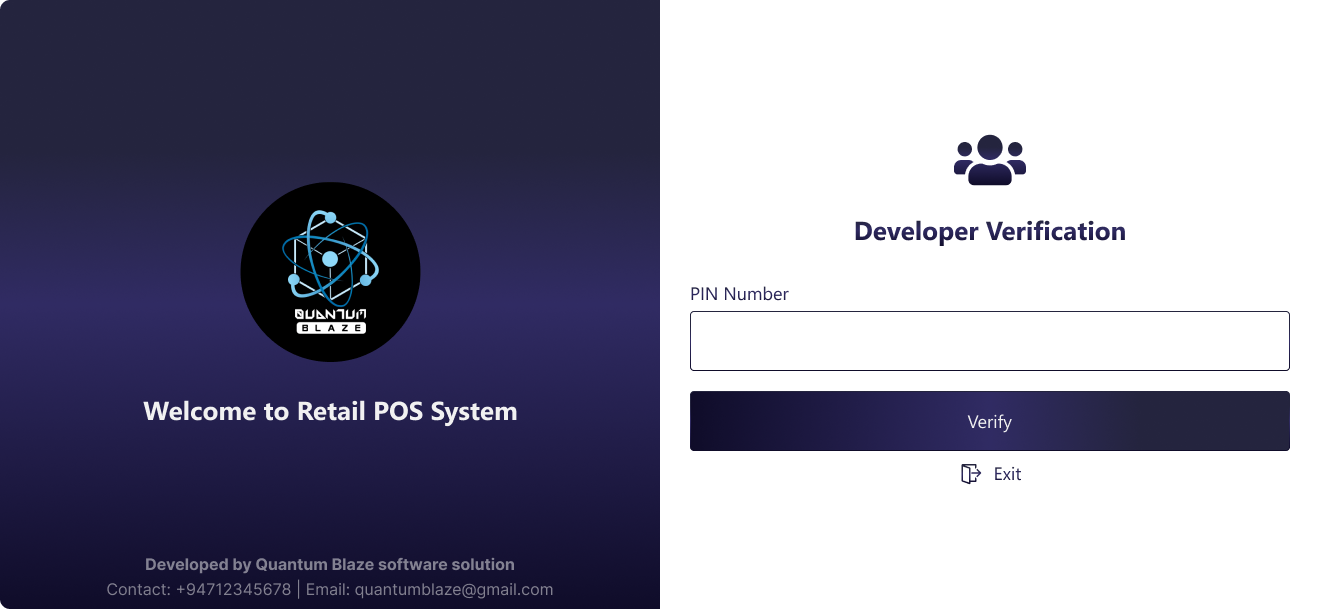 QUANTUM
BLAZE
Welcome to Retail POS System
Developed by Quantum Blaze software solution
Contact: +94712345678 | Email: quantumblaze@gmail.com
Developer Verification
PIN Number
Verify
Exit